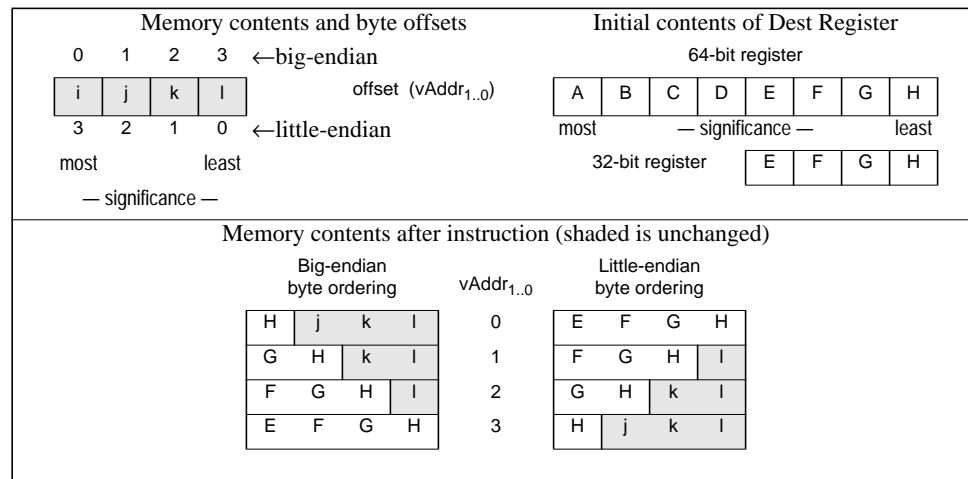 Memory contents and byte offsets
0 1 2 3 ←big-endian
i j k l
offset (vAddr1..0)
3 2 1 0 ←little-endian
most least
— significance —
Initial contents of Dest Register
64-bit register
A B C D E F G H
most — significance — least
32-bit register E F G H
Memory contents after instruction (shaded is unchanged)
Big-endian
byte ordering
vAddr1..0
Little-endian
byte ordering
H j k l 0 E F G H
G H k l 1 F G H l
F G H l 2 G H k l
E F G H 3 H j k l